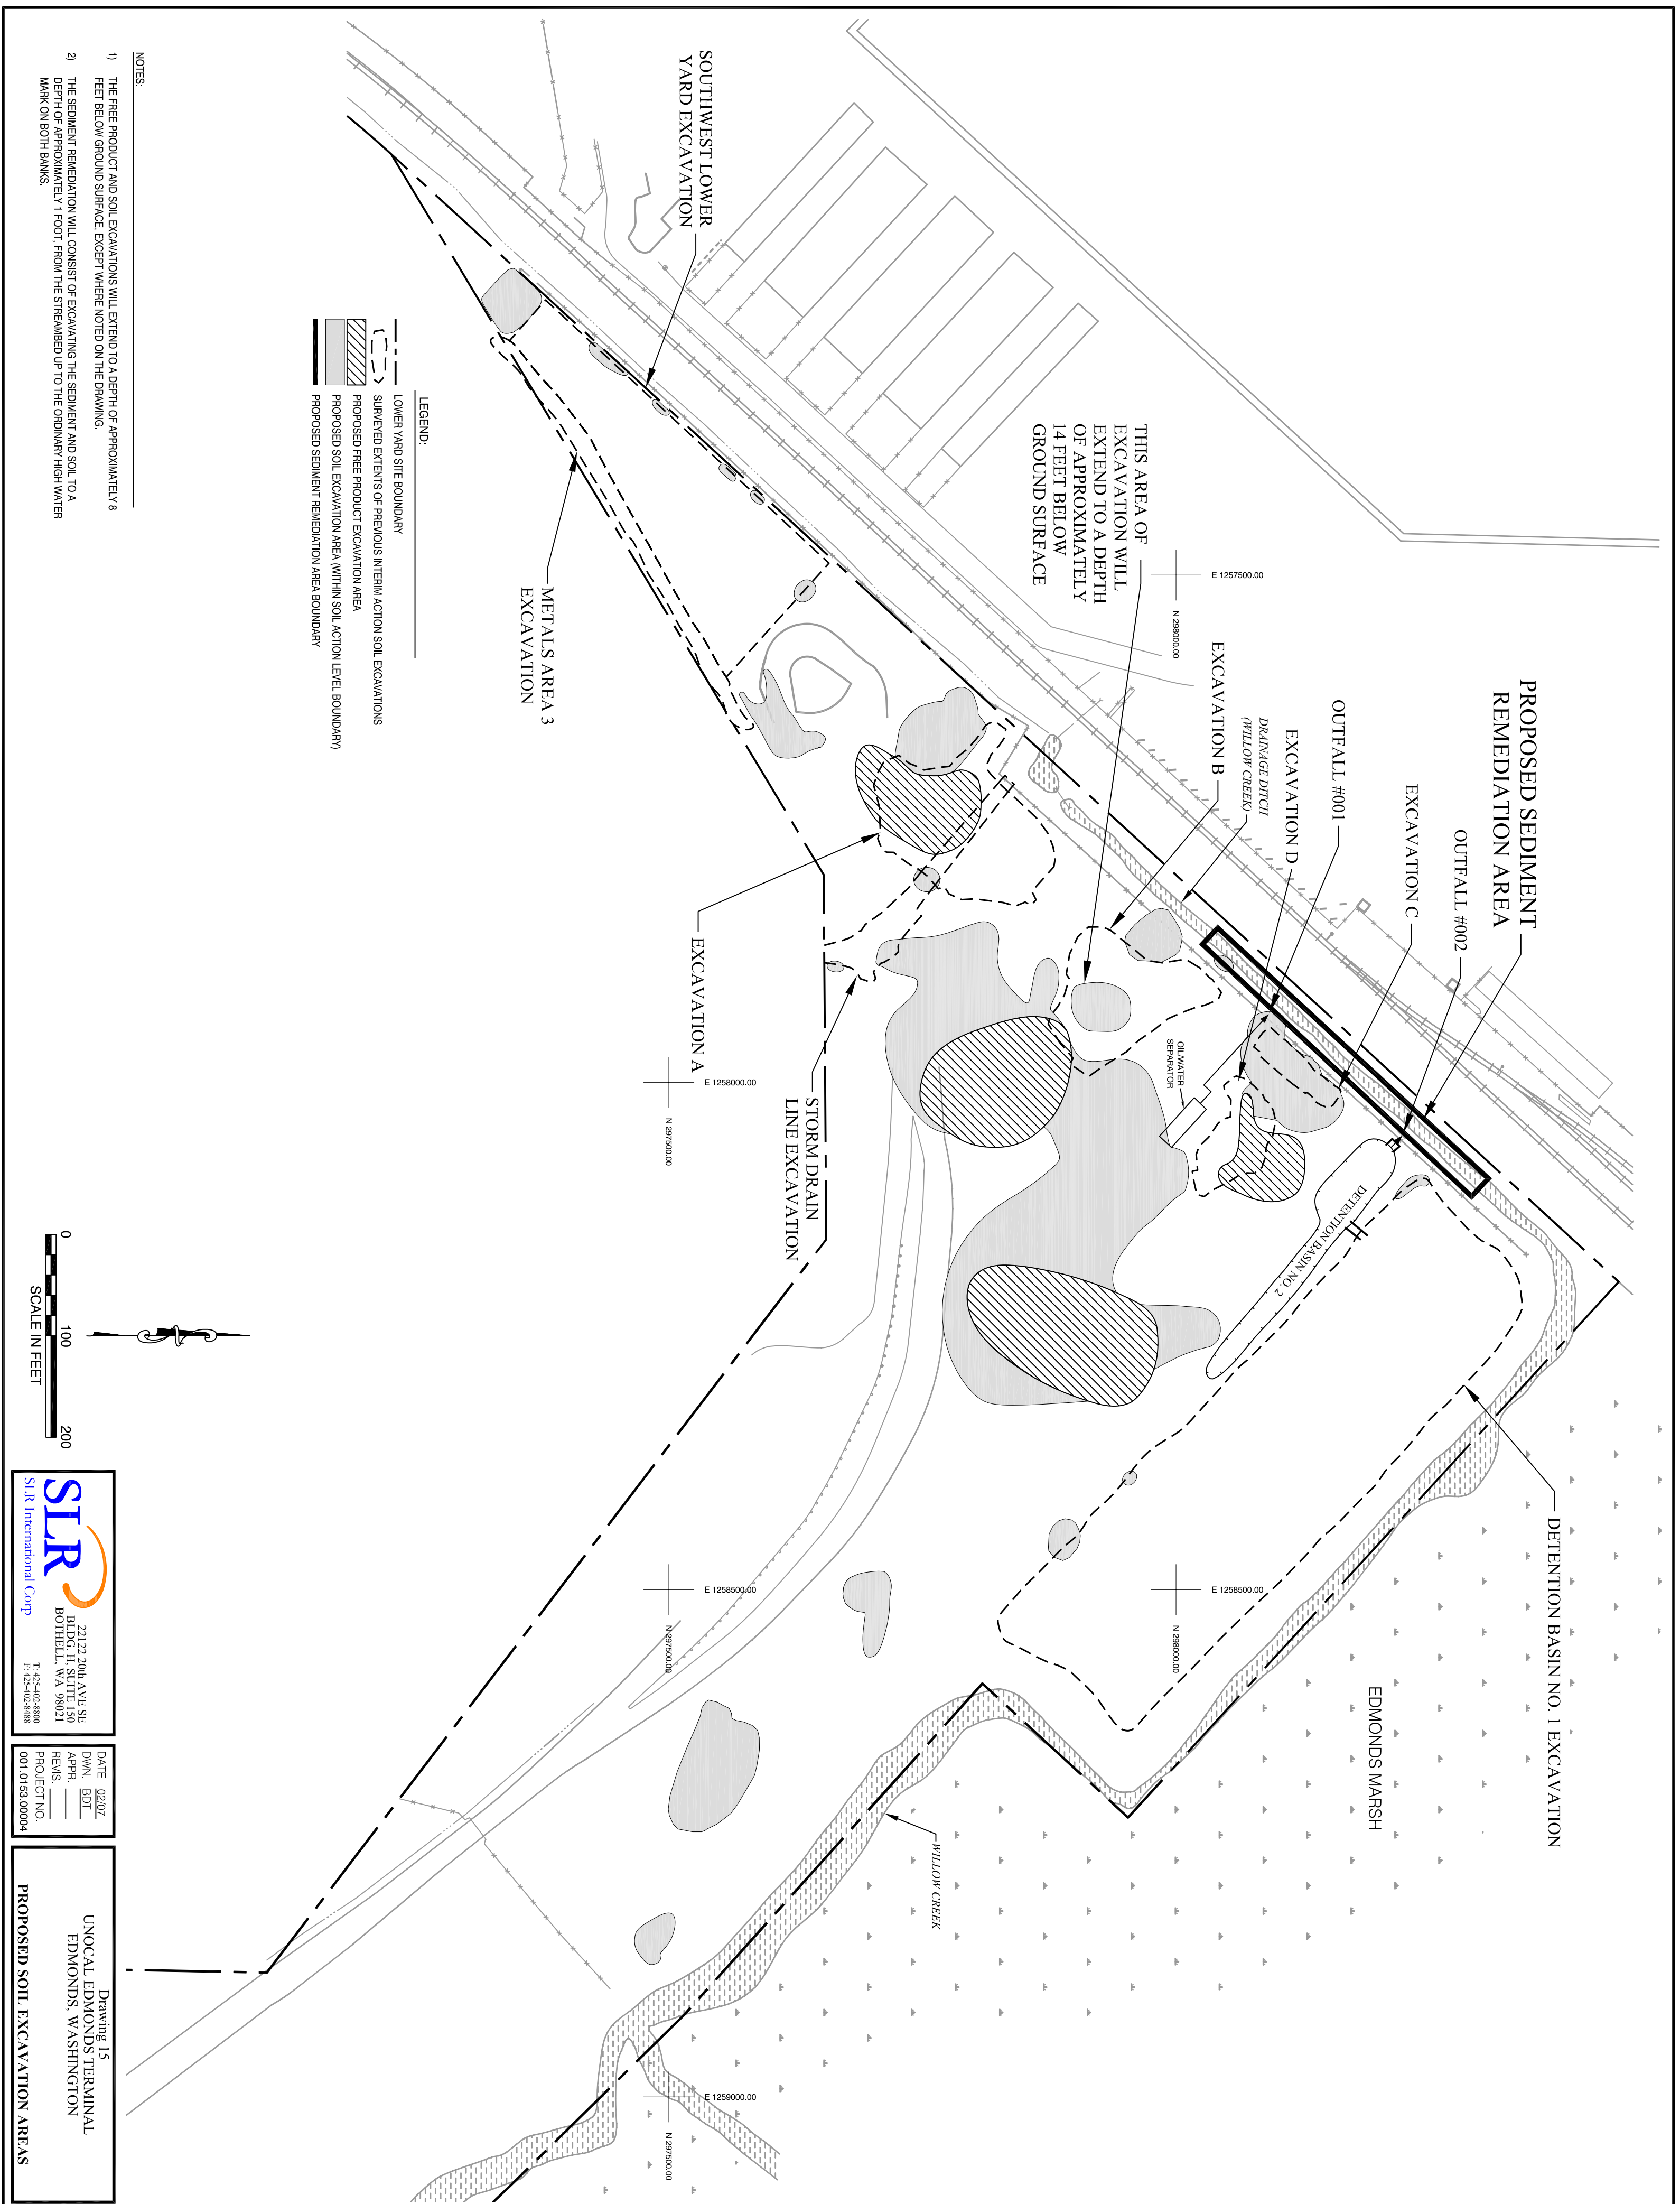 PROPOSED SEDIMENT
REMEDIATION AREA
OUTFALL #002
EXCAVATION C
OUTFALL #001
EXCAVATION D
DRAINAGE DITCH
(WILLOW CREEK)
EXCAVATION B
E 1257500.00
N 298000.00
THIS AREA OF
EXCAVATION WILL
EXTEND TO A DEPTH
OF APPROXIMATELY
14 FEET BELOW
GROUND SURFACE
SOUTHWEST LOWER
YARD EXCAVATION
OIL/WATER
SEPARATOR
DETENTION BASIN NO. 2
DETENTION BASIN NO. 1 EXCAVATION
EDMONDS MARSH
E 1258500.00
N 298000.00
WILLOW CREEK
METALS AREA 3
EXCAVATION
EXCAVATION A
E 1258000.00
N 297500.00
STORM DRAIN
LINE EXCAVATION
E 1258500.00
N 297500.00
E 1259000.00
N 297500.00
LEGEND:
LOWER YARD SITE BOUNDARY
SURVEYED EXTENTS OF PREVIOUS INTERIM ACTION SOIL EXCAVATIONS
PROPOSED FREE PRODUCT EXCAVATION AREA
PROPOSED SOIL EXCAVATION AREA (WITHIN SOIL ACTION LEVEL BOUNDARY)
PROPOSED SEDIMENT REMEDIATION AREA BOUNDARY
NOTES:
1) THE FREE PRODUCT AND SOIL EXCAVATIONS WILL EXTEND TO A DEPTH OF APPROXIMATELY 8
FEET BELOW GROUND SURFACE, EXCEPT WHERE NOTED ON THE DRAWING.
2) THE SEDIMENT REMEDIATION WILL CONSIST OF EXCAVATING THE SEDIMENT AND SOIL TO A
DEPTH OF APPROXIMATELY 1 FOOT, FROM THE STREAMBED UP TO THE ORDINARY HIGH WATER
MARK ON BOTH BANKS.
0 100 200
SCALE IN FEET
SLR
SLR International Corp
22122 20th AVE SE
BLDG. H, SUITE 150
BOTHELL, WA 98021
T: 425-402-8800
F: 425-402-8488
DATE 02/07
DWN. BDT
APPR.
REVIS.
PROJECT NO.
001.0153.00004
Drawing 15
UNOCAL EDMONDS TERMINAL
EDMONDS, WASHINGTON
PROPOSED SOIL EXCAVATION AREAS